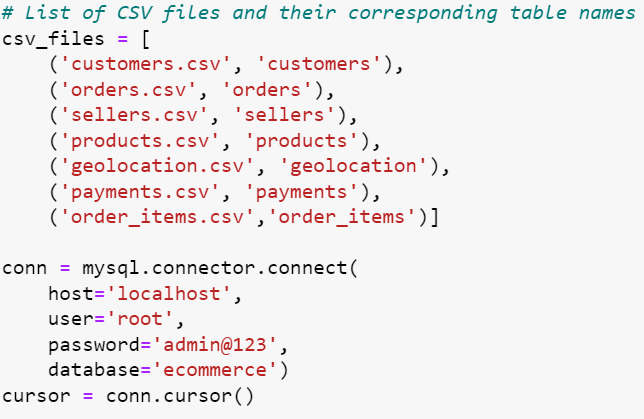 # List of CSV files and their corresponding table names
csv_files = [
    ('customers.csv', 'customers'),
    ('orders.csv', 'orders'),
    ('sellers.csv', 'sellers'),
    ('products.csv', 'products'),
    ('geolocation.csv', 'geolocation'),
    ('payments.csv', 'payments'),
    ('order_items.csv','order_items')]

conn = mysql.connector.connect(
    host='localhost',
    user='root',
    password='admin@123',
    database='ecommerce')
cursor = conn.cursor()